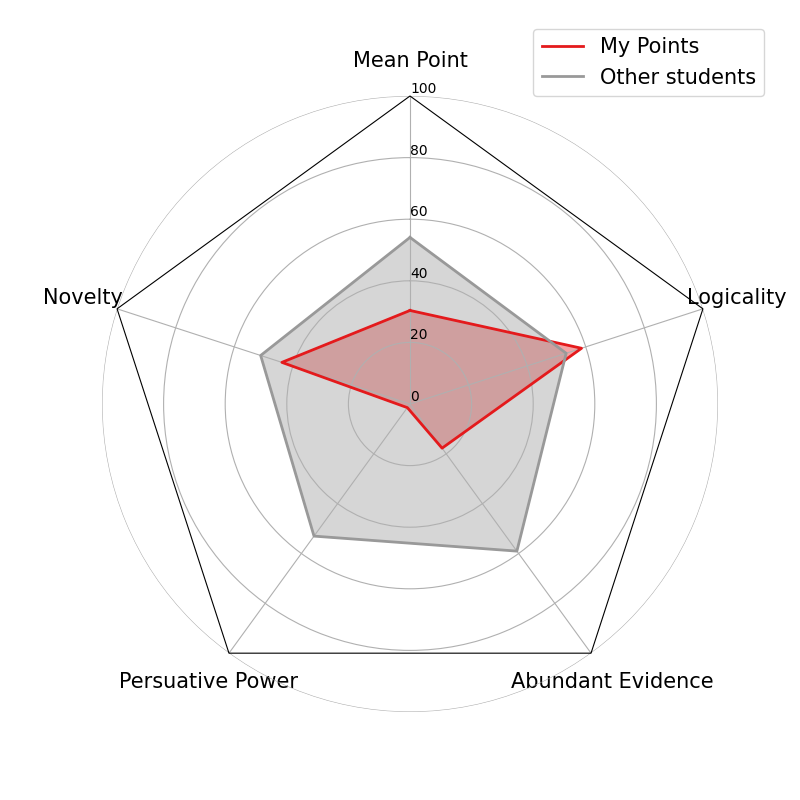 My Points
Other students
Mean Point
100
80
60
40
20
0
Novelty
Logicality
Persuative Power
Abundant Evidence